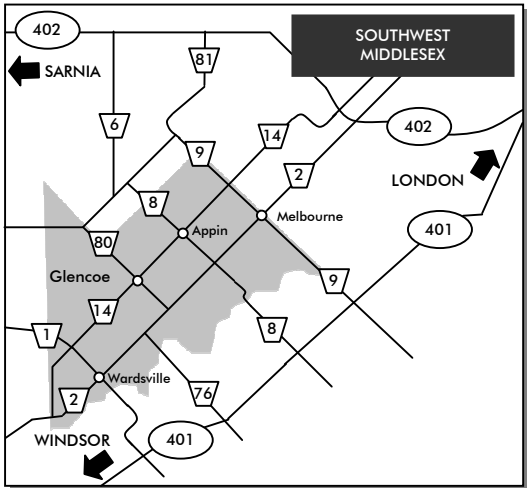 402
SOUTHWEST
MIDDLESEX
SARNIA
81
6
402
14
9
2
LONDON
8
Melbourne
401
Appin
80
Glencoe
9
14
8
1
Wardsville
76
2
WINDSOR
401